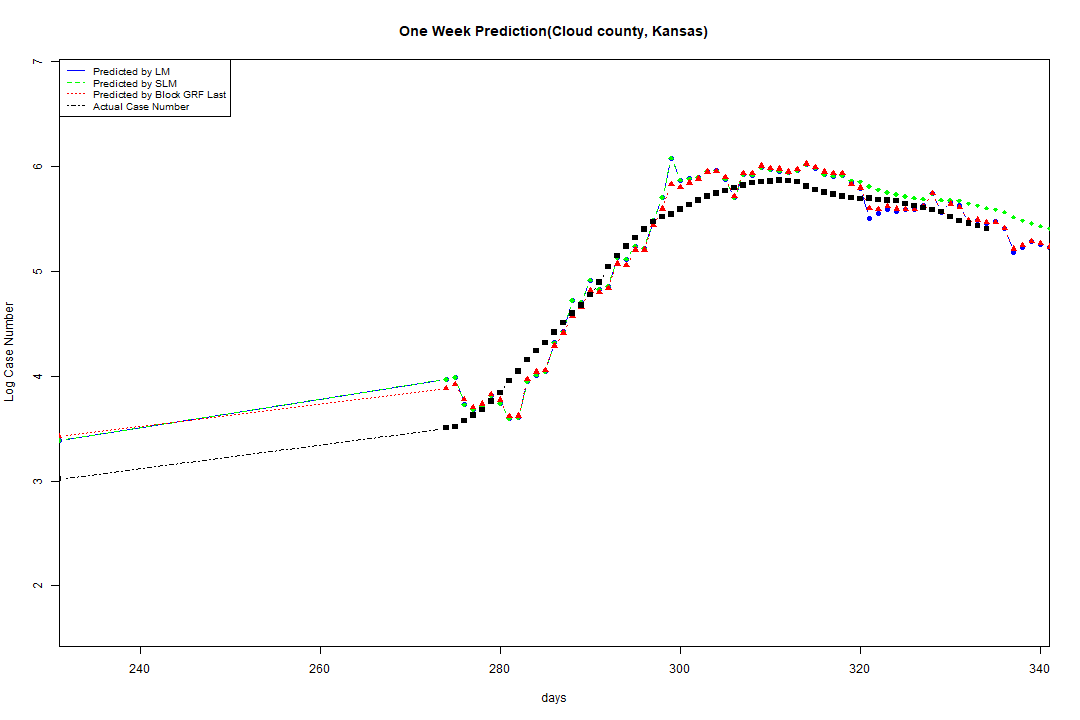 One Week Prediction(Cloud county, Kansas)
Predicted by LM
Predicted by SLM
Predicted by Block GRF Last
Actual Case Number
7
6
5
4
3
2
Log Case Number
240
260
280
300
320
340
days